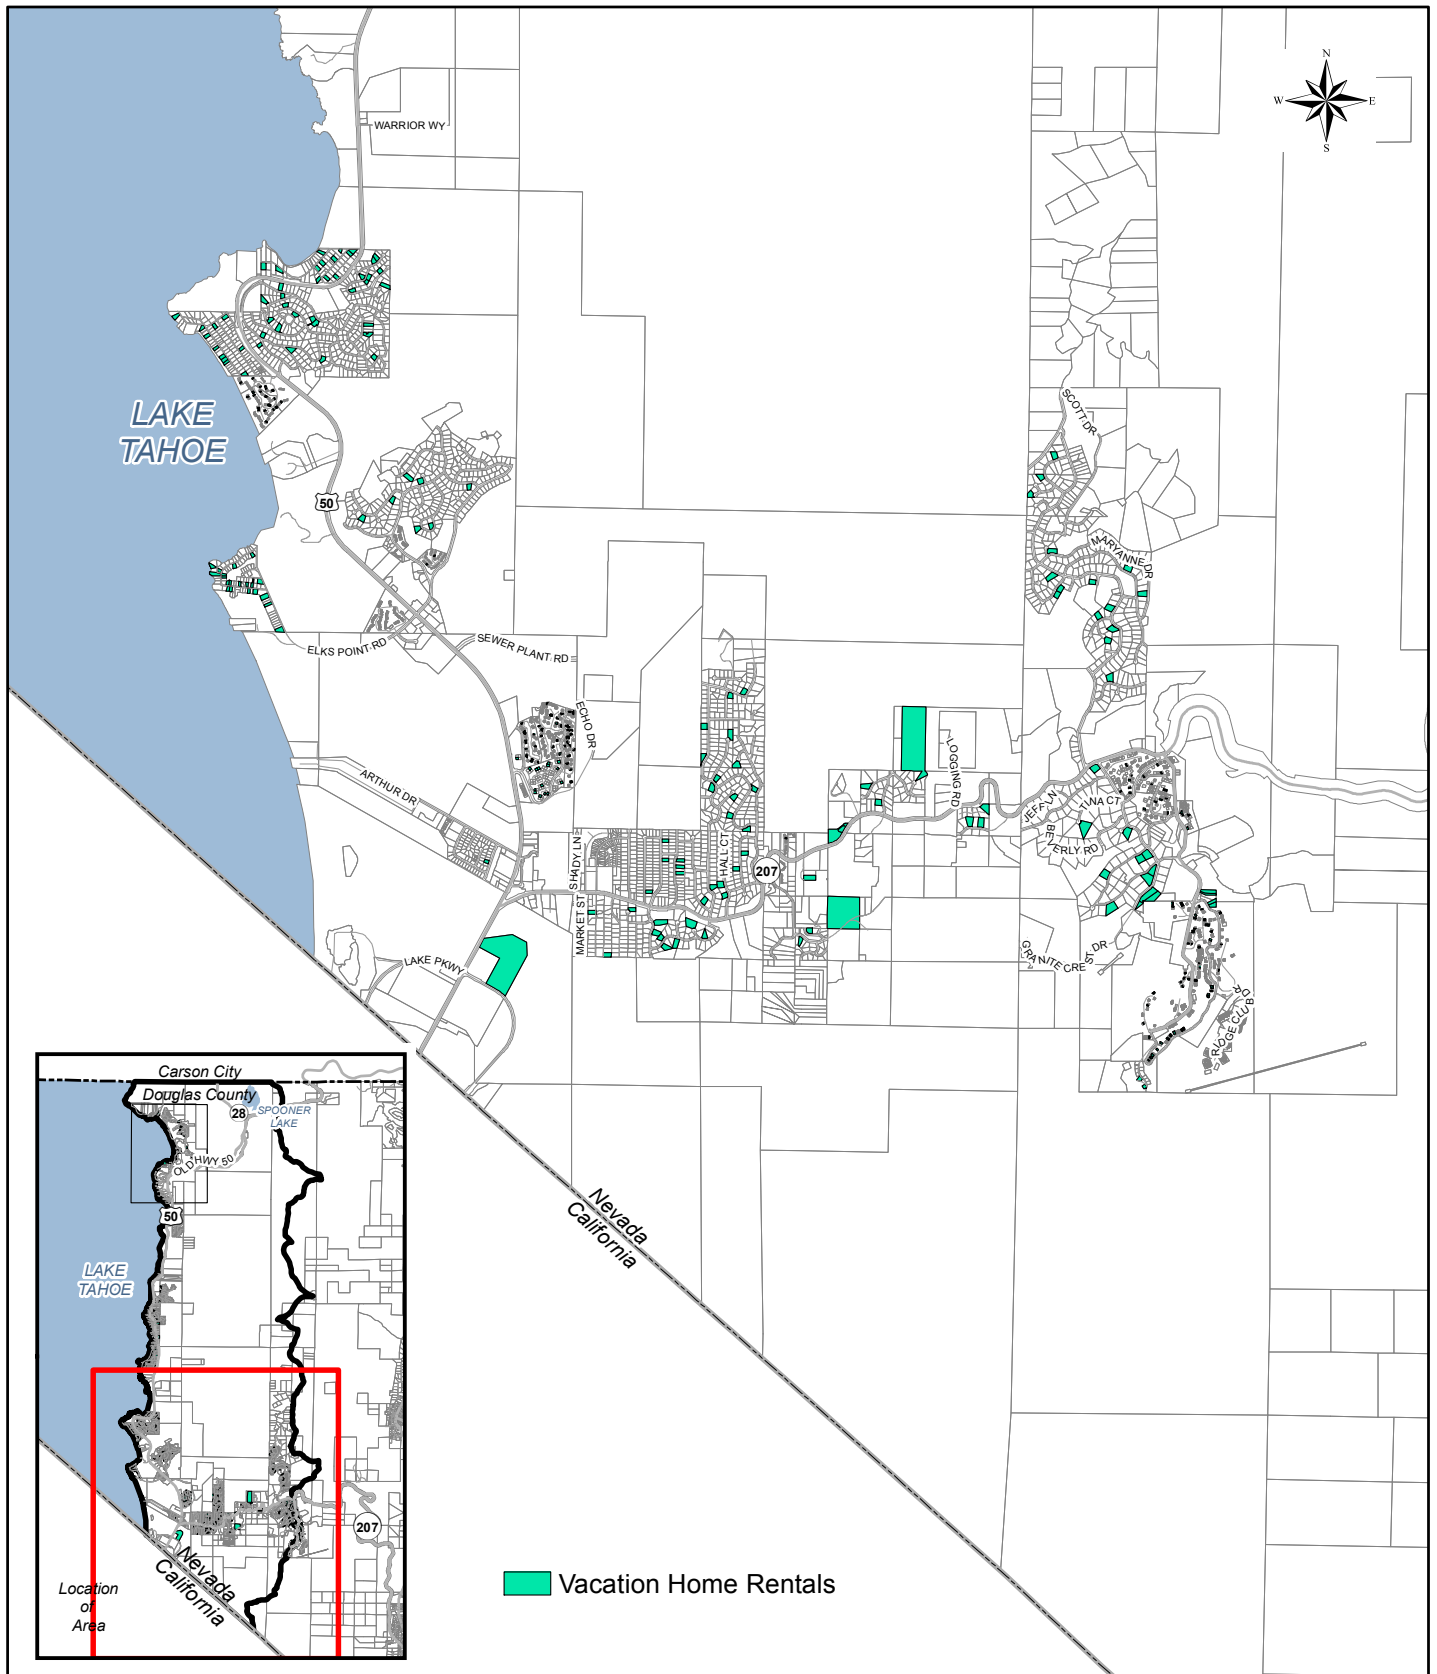 N
W E
S
WARRIOR WY
LAKE
TAHOE
50
SCOTT DR
MARYANNE DR
ELKS POINT RD
SEWER PLANT RD
ECHO DR
ARTHUR DR
LOGGING RD
JEFF LN
TINA CT
BEVERLY RD
SHADY LN
HALL CT
207
MARKET ST
LAKE PKWY
GRANITE CREST DR
RIDGE CLUB DR
Nevada
California
Carson City
Douglas County
28
SPOONER
LAKE
OLD HWY 50
50
LAKE
TAHOE
207
Nevada
California
Location
of
Area
Vacation Home Rentals